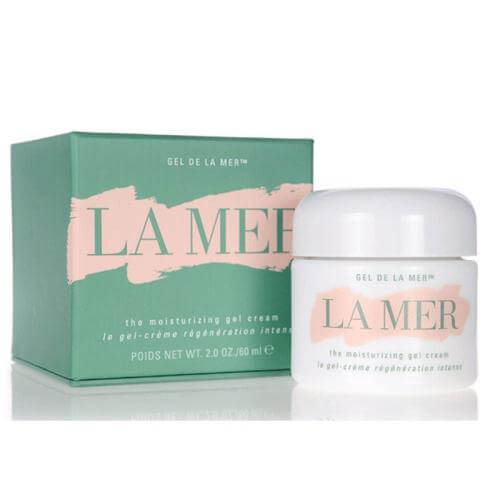 GEL DE LA MER™
LA MER
the moisturizing gel cream
le gel-crème régénération intense
POIDS NET WT. 2.0 OZ./60 ml ℮
GEL DE LA MER™
LA MER
the moisturizing gel cream
le gel-crème régénération intense